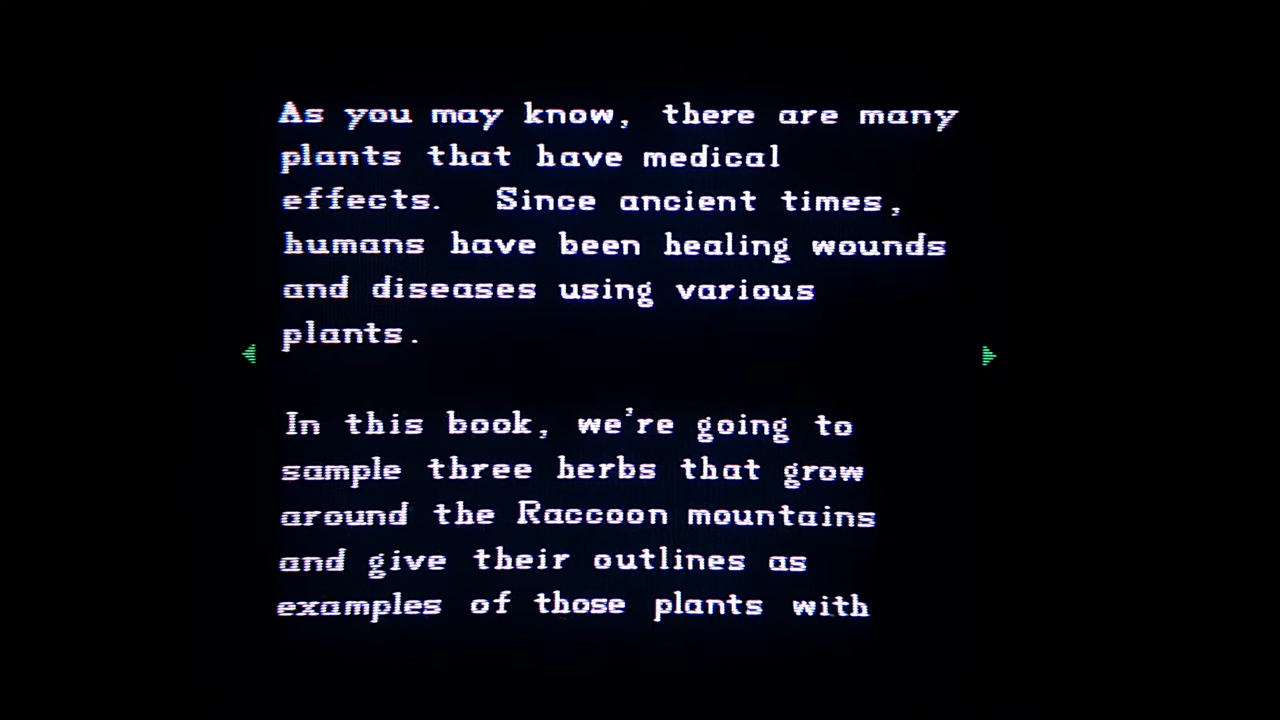 As you may know, there are many
plants that have medical
effects. Since ancient times,
humans have been healing wounds
and diseases using various
plants.
In this book, we're going to
sample three herbs that grow
around the Raccoon mountains
and give their outlines as
examples of those plants with